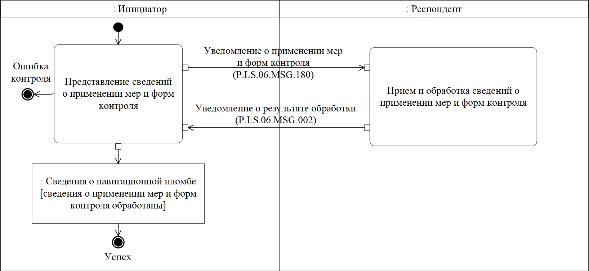 : Инициатор
: Респондент
Ошибка
контроля
Представление сведений
о применении мер и форм
контроля
Уведомление о применении мер
и форм контроля
(P.LS.06.MSG.180)
Прием и обработка сведений о
применении мер и форм контроля
Уведомление о результате обработки
(P.LS.06.MSG.002)
: Сведения о навигационной пломбе
[сведения о применении мер и форм
контроля обработаны]
Успех